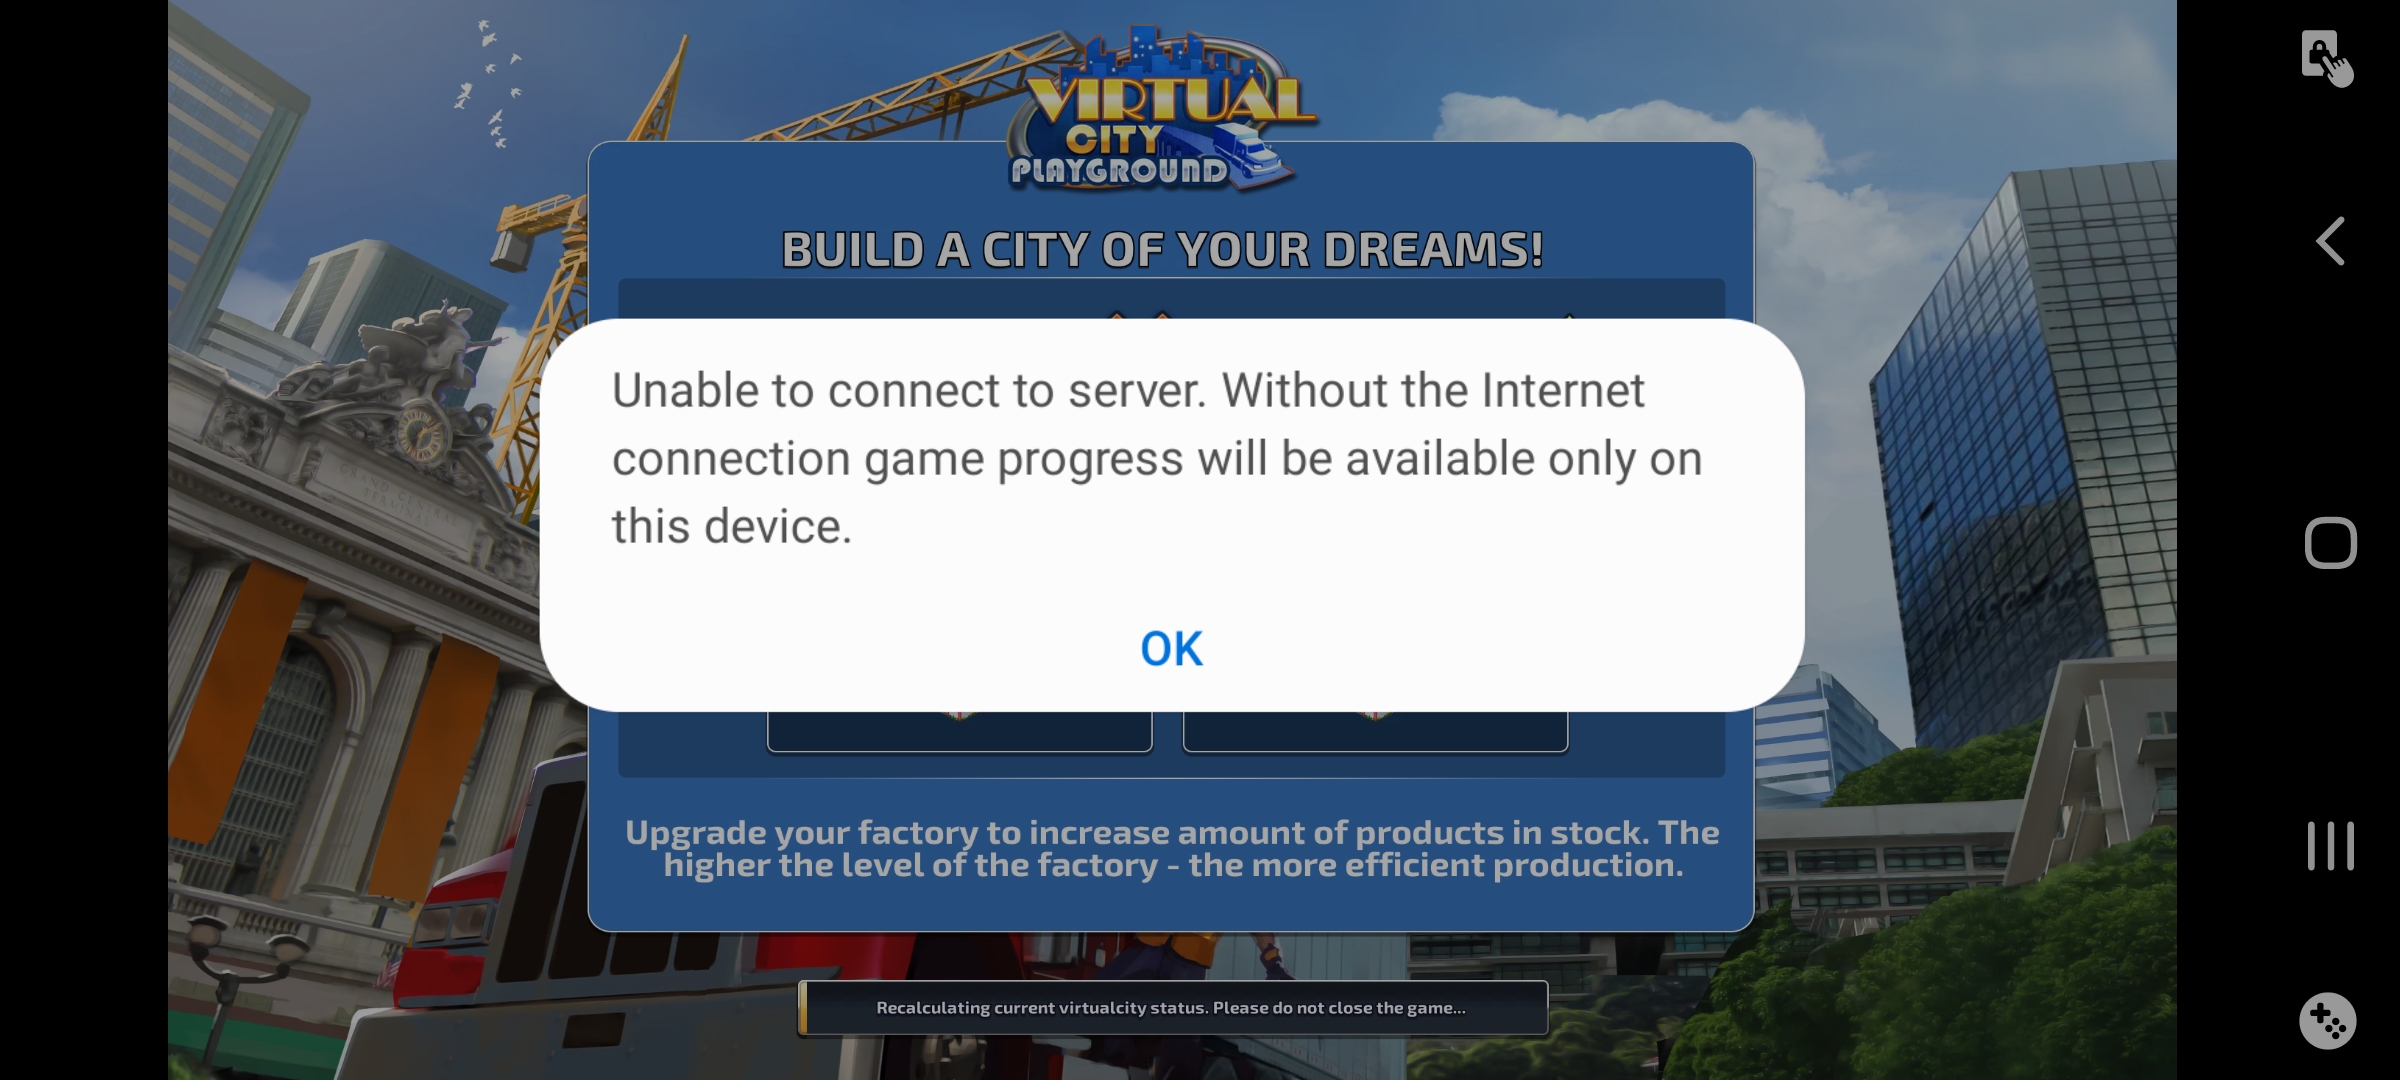 VIRTUAL
CITY
PLAYGROUND
BUILD A CITY OF YOUR DREAMS!
Unable to connect to server. Without the Internet
connection game progress will be available only on
this device.
OK
GRAND CENTRAL
TERMINAL
Upgrade your factory to increase amount of products in stock. The
higher the level of the factory - the more efficient production.
Recalculating current virtualcity status. Please do not close the game...